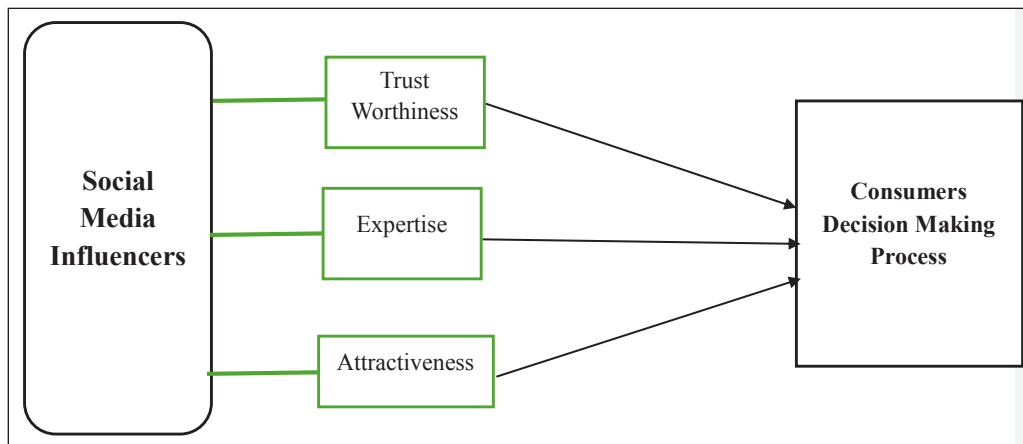 Social
Media
Influencers
Trust
Worthiness
Expertise
Attractiveness
Consumers
Decision Making
Process